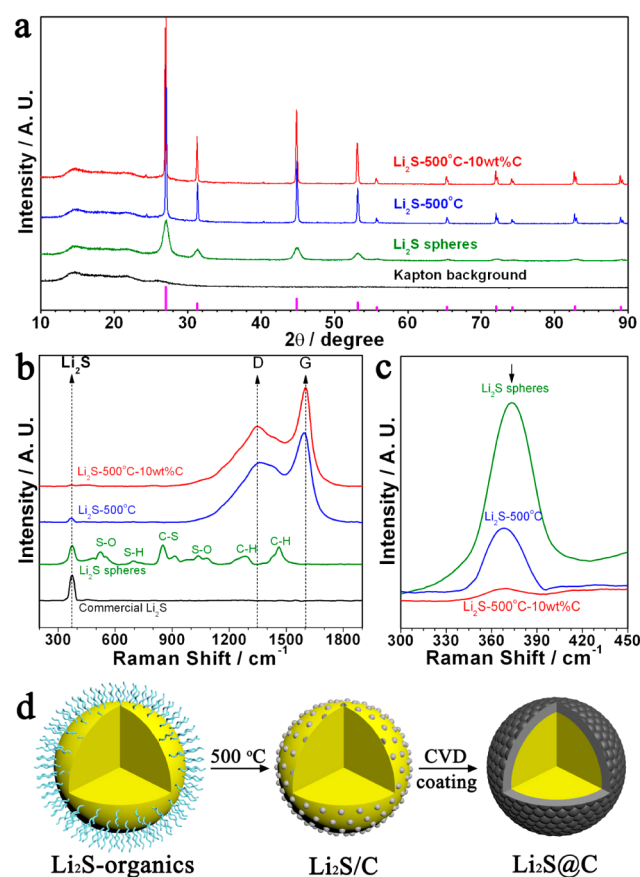 a
Intensity / A. U.
Li₂S-500°C-10wt%C
Li₂S-500°C
Li₂S spheres
Kapton background
10 20 30 40 50 60 70 80 90
2θ / degree
b
Intensity / A. U.
Li₂S
D
G
Li₂S-500°C-10wt%C
Li₂S-500°C
S-O
S-H
C-S
S-O
C-H
C-H
Li₂S spheres
Commercial Li₂S
300 600 900 1200 1500 1800
Raman Shift / cm⁻¹
c
Intensity / A. U.
Li₂S spheres
Li₂S-500°C
Li₂S-500°C-10wt%C
300 330 360 390 420 450
Raman Shift / cm⁻¹
d
500 °C
CVD
coating
Li₂S-organics
Li₂S/C
Li₂S@C